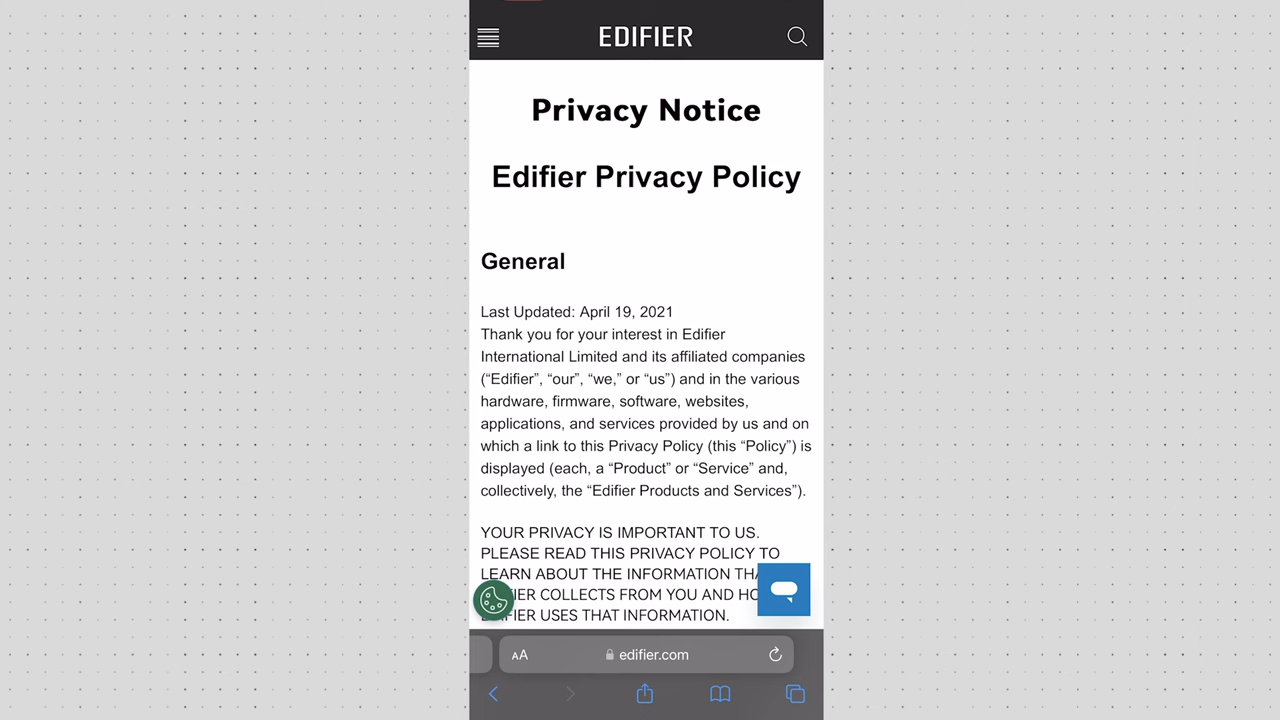 EDIFIER
Privacy Notice
Edifier Privacy Policy
General
Last Updated: April 19, 2021
Thank you for your interest in Edifier
International Limited and its affiliated companies
(“Edifier”, “our”, “we,” or “us”) and in the various
hardware, firmware, software, websites,
applications, and services provided by us and on
which a link to this Privacy Policy (this “Policy”) is
displayed (each, a “Product” or “Service” and,
collectively, the “Edifier Products and Services”).
YOUR PRIVACY IS IMPORTANT TO US.
PLEASE READ THIS PRIVACY POLICY TO
LEARN ABOUT THE INFORMATION
COLLECTS FROM YOU AND
USES THAT INFORMATION.
AA
edifier.com